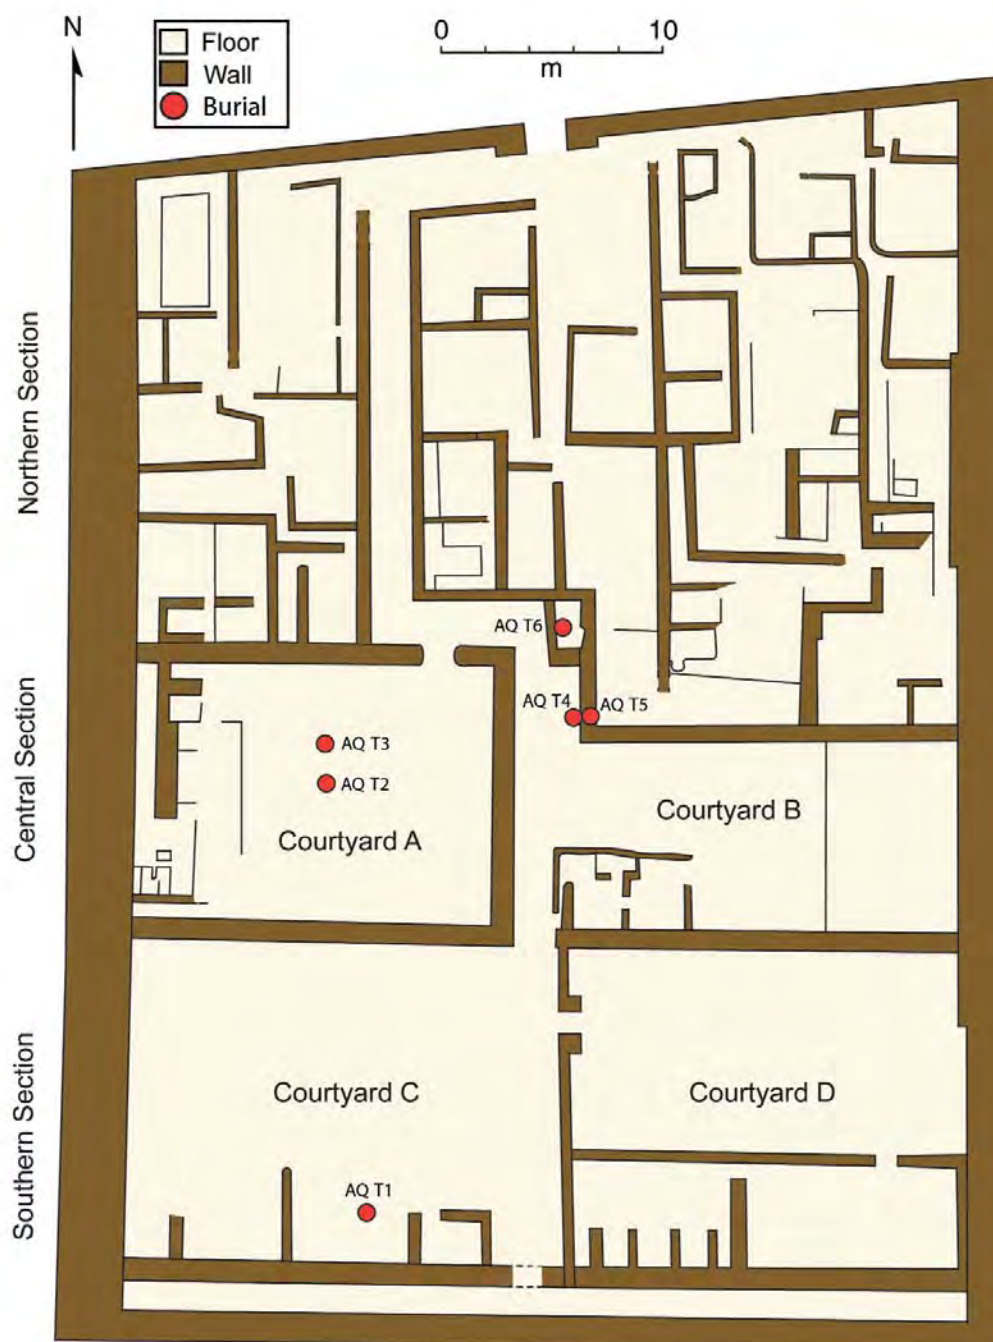 N
Floor
Wall
Burial
0 10
m
Northern Section
Central Section
Southern Section
AQ T6
AQ T4
AQ T5
AQ T3
AQ T2
Courtyard A
Courtyard B
Courtyard C
Courtyard D
AQ T1